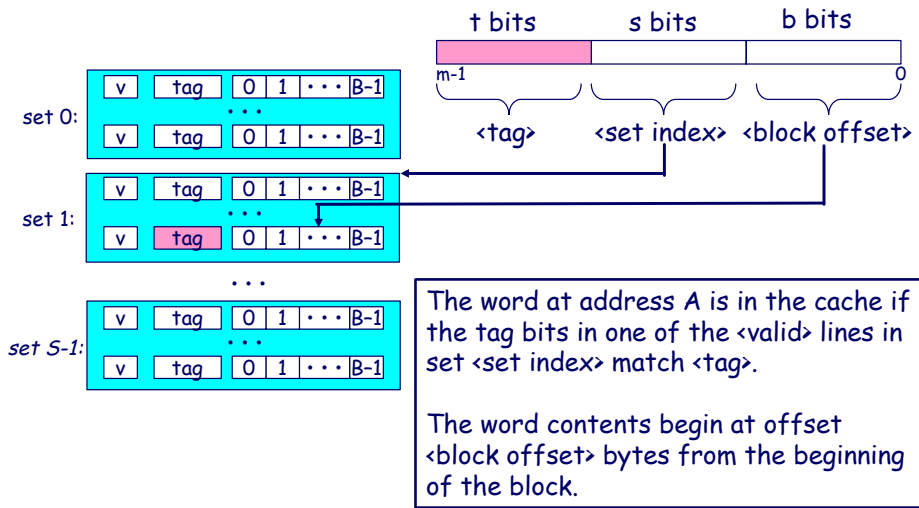 t bits s bits b bits
m-1 0
<tag> <set index> <block offset>
set 0:
v tag 0 1 • • • B-1
• • •
v tag 0 1 • • • B-1
set 1:
v tag 0 1 • • • B-1
• • •
v tag 0 1 • • • B-1
• • •
set S-1:
v tag 0 1 • • • B-1
• • •
v tag 0 1 • • • B-1
The word at address A is in the cache if
the tag bits in one of the <valid> lines in
set <set index> match <tag>.
The word contents begin at offset
<block offset> bytes from the beginning
of the block.